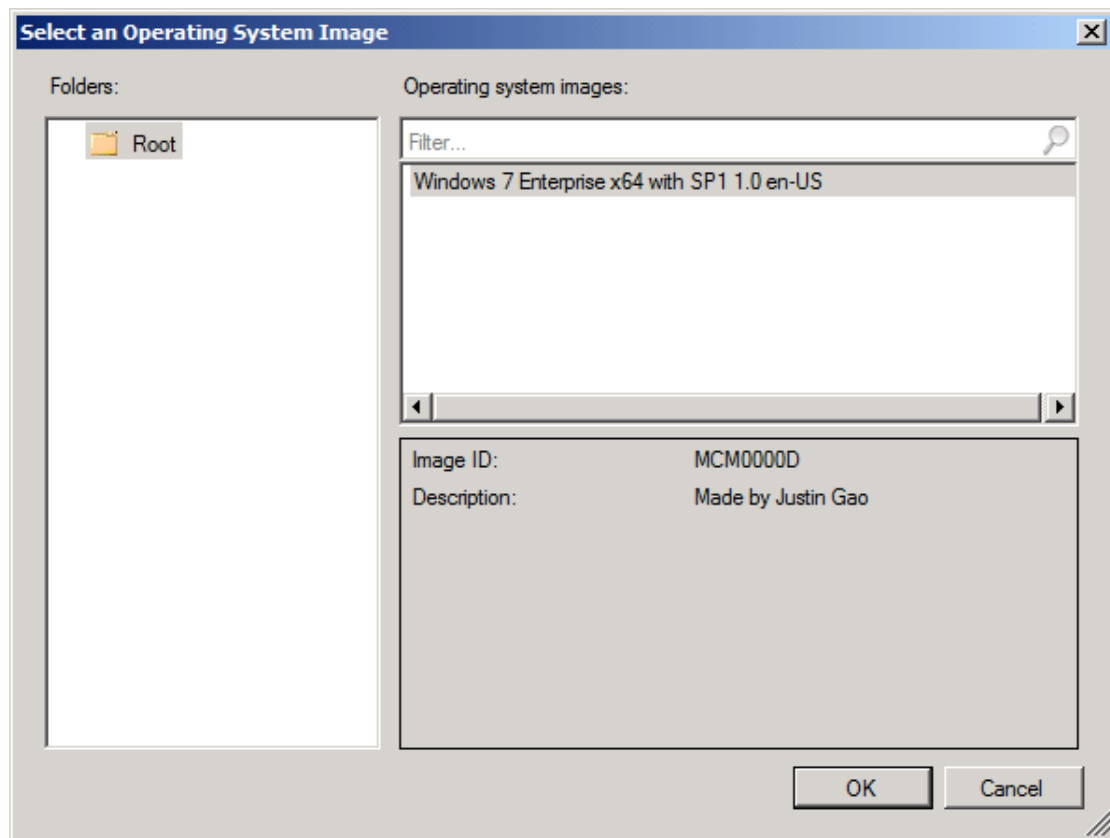 Select an Operating System Image
Folders:
Operating system images:
Root
Filter...
Windows 7 Enterprise x64 with SP1 1.0 en-US
Image ID: MCM0000D
Description: Made by Justin Gao
OK Cancel